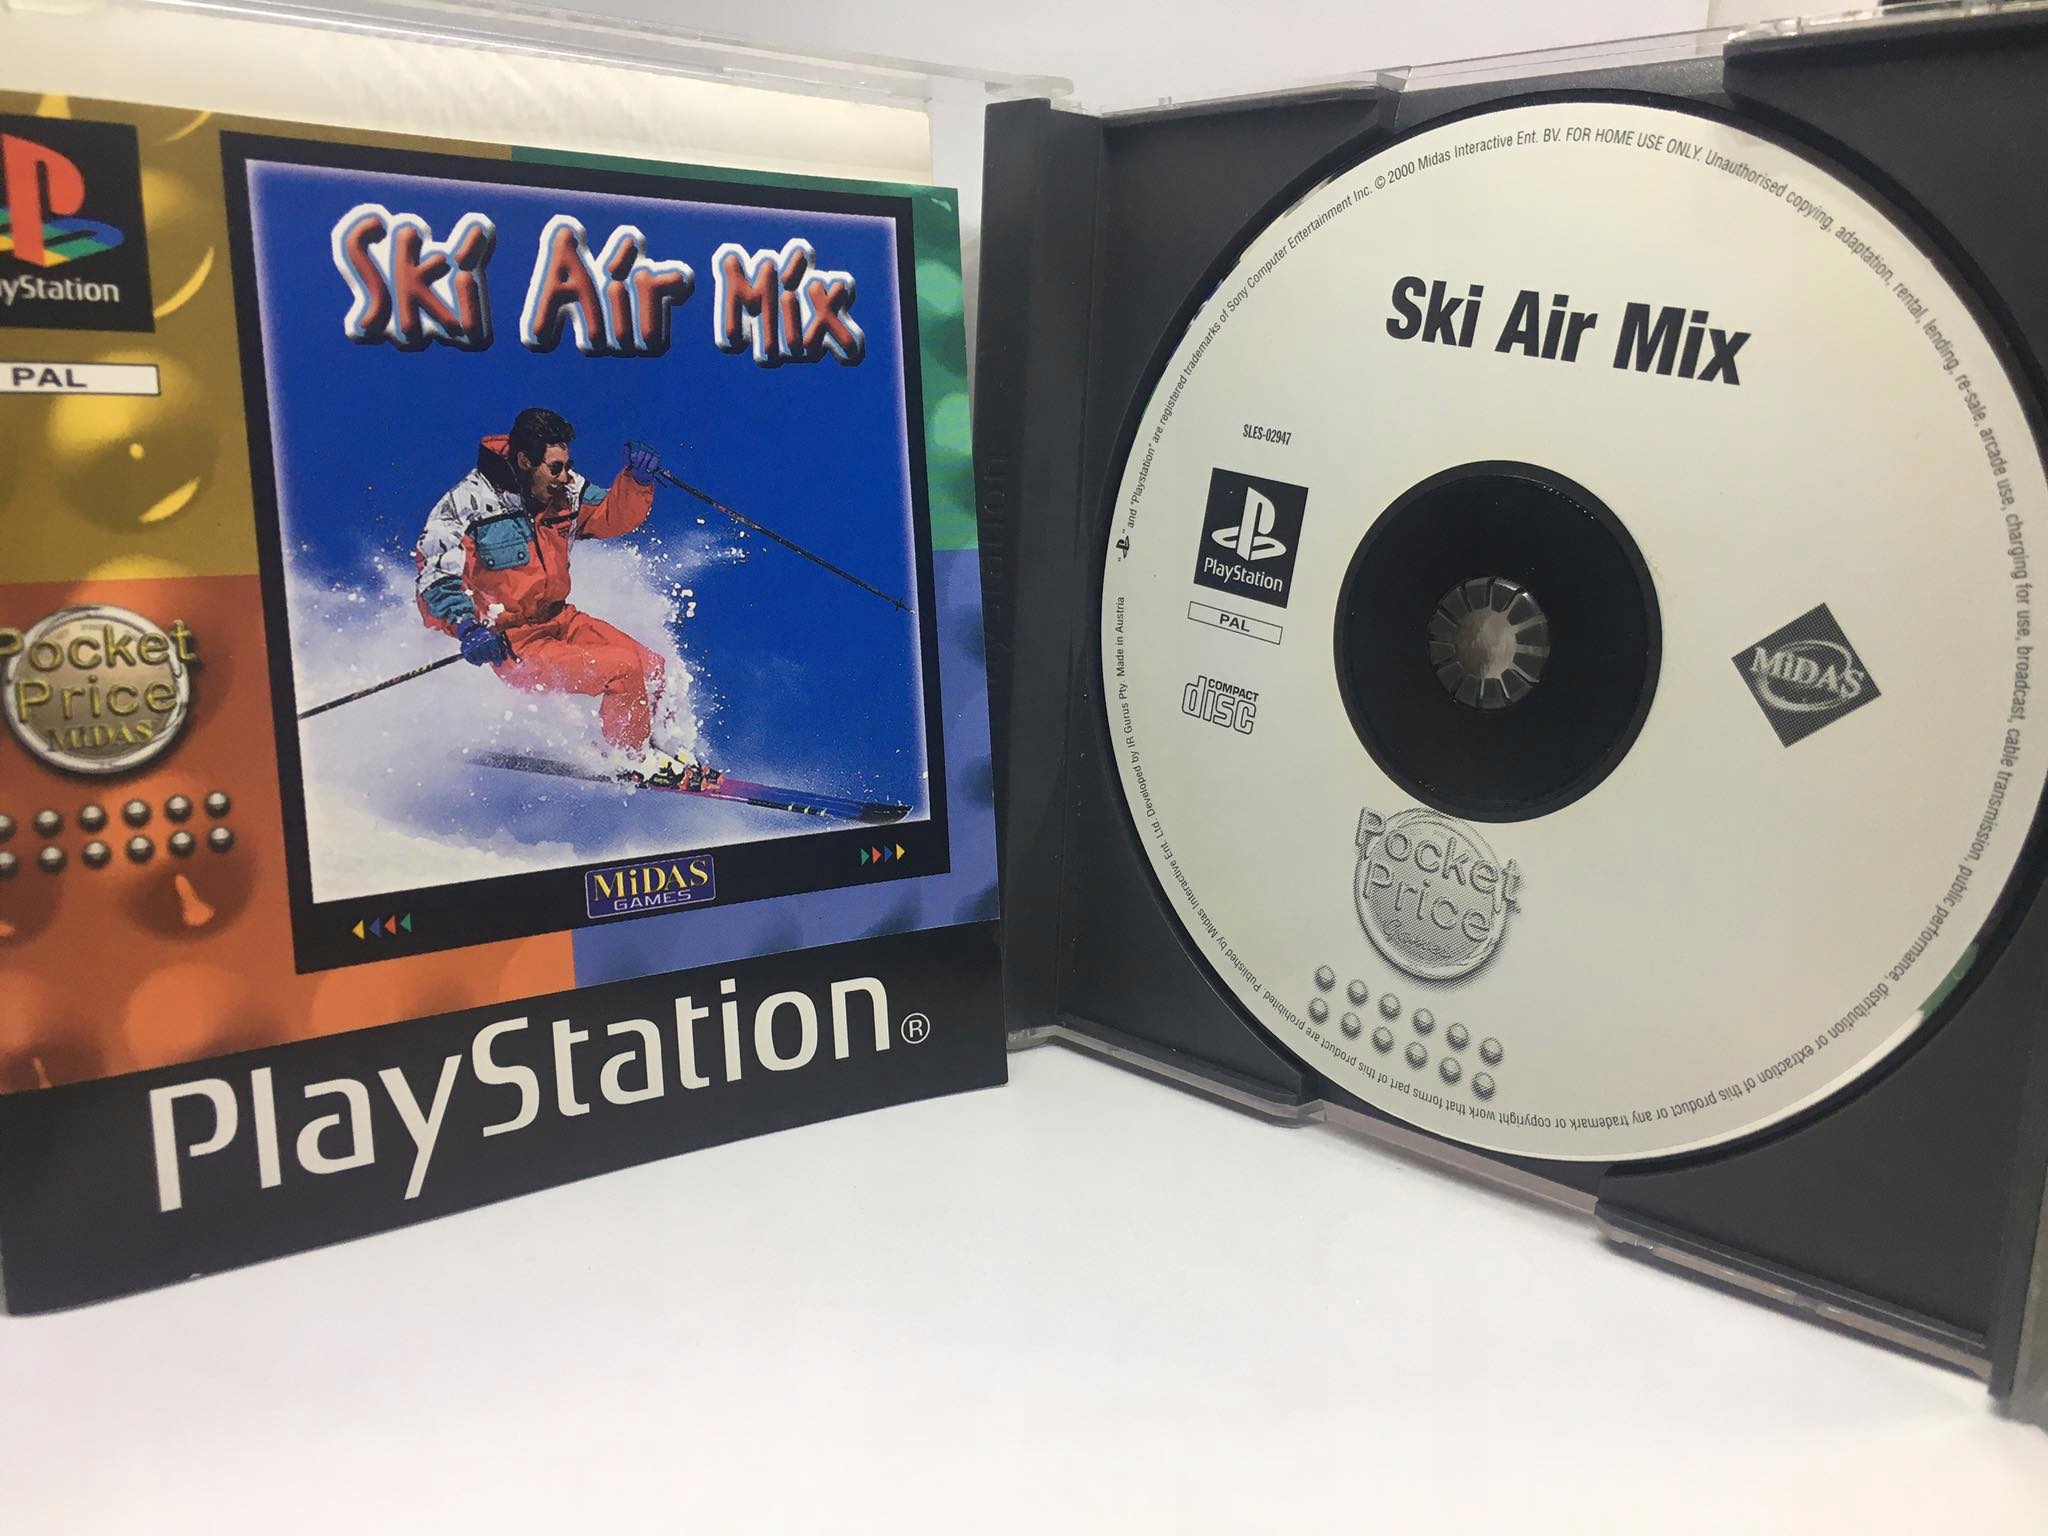 Ski Air Mix
PlayStation
PAL
Pocket
Price
MIDAS
MiDAS
GAMES
PlayStation®
"PlayStation" are registered trademarks of Sony Computer Entertainment Inc. © 2000 Midas Interactive Ent. BV. FOR HOME USE ONLY. Unauthorised copying, adaptation, rental, lending, re-sale, arcade use, charging for use, broadcast, cable transmission, public performance, distribution or extraction of this product or any trademark or copyright work that forms part of this product are prohibited. Published by Midas Interactive Ent. Ltd. Developed by IR Gurus Pty. Made in Austria
Ski Air Mix
SLES-02947
PlayStation
PAL
COMPACT
disc
MiDAS
Pocket
Price
Games